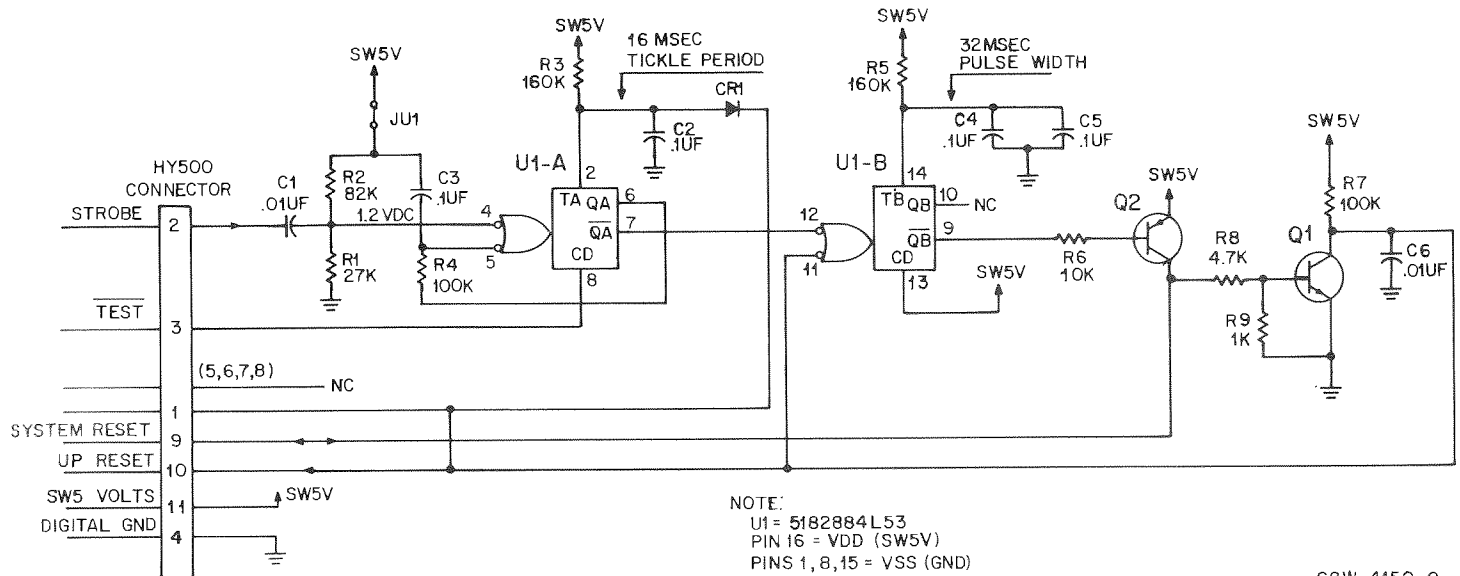 SW5V
JU1
HY500
CONNECTOR
STROBE
2
C1
.01UF
R2
82K
C3
.1UF
1.2 VDC
R1
27K
R4
100K
4
5
SW5V
R3
160K
16 MSEC
TICKLE PERIOD
CR1
C2
.1UF
U1-A
2
TA QA
6
QA
7
CD
8
SW5V
R5
160K
32MSEC
PULSE WIDTH
C4
.1UF
C5
.1UF
U1-B
14
TB QB
10
NC
QB
9
CD
13
12
11
SW5V
R6
10K
Q2
SW5V
R8
4.7K
R9
1K
Q1
SW5V
R7
100K
C6
.01UF
TEST
3
(5,6,7,8)
NC
1
SYSTEM RESET
9
UP RESET
10
SW5 VOLTS
11
SW5V
DIGITAL GND
4
NOTE:
U1= 5182884L53
PIN 16 = VDD (SW5V)
PINS 1, 8, 15 = VSS (GND)